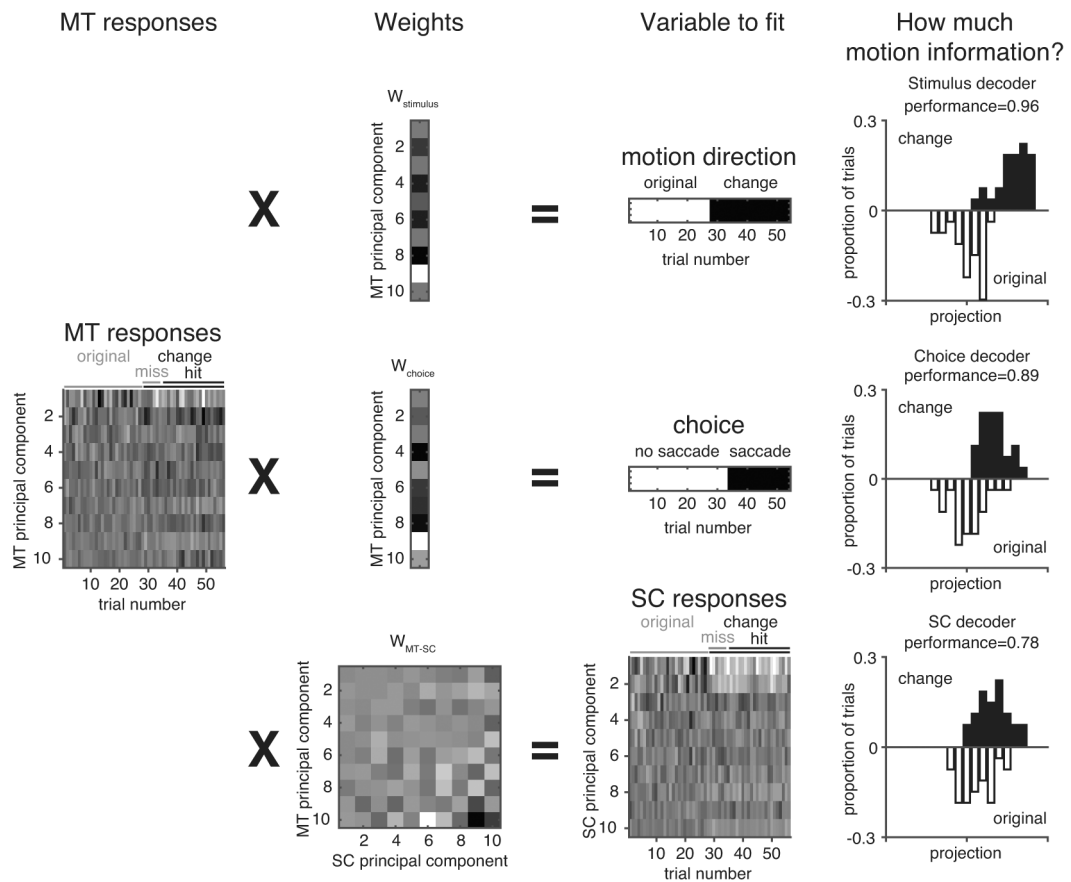 MT responses
Weights
Variable to fit
How much
motion information?
W stimulus
MT principal component
2
4
6
8
10
X
=
motion direction
original change
10 20 30 40 50
trial number
Stimulus decoder
performance=0.96
proportion of trials
0.3
0
-0.3
change
original
projection
MT responses
original
change
miss
hit
MT principal component
2
4
6
8
10
10 20 30 40 50
trial number
X
W choice
MT principal component
2
4
6
8
10
=
choice
no saccade saccade
10 20 30 40 50
trial number
Choice decoder
performance=0.89
proportion of trials
0.3
0
-0.3
change
original
projection
X
W MT-SC
MT principal component
2
4
6
8
10
2 4 6 8 10
SC principal component
=
SC responses
original
change
miss
hit
SC principal component
2
4
6
8
10
10 20 30 40 50
trial number
SC decoder
performance=0.78
proportion of trials
0.3
0
-0.3
change
original
projection